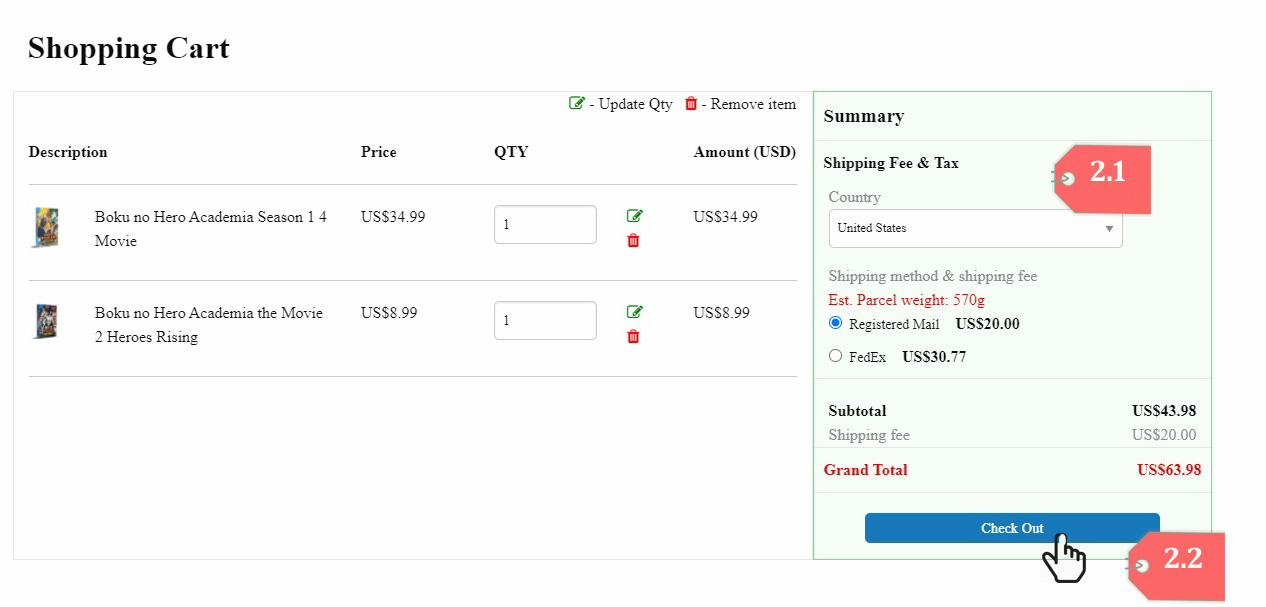 Shopping Cart
- Update Qty - Remove item
Description Price QTY Amount (USD)
Boku no Hero Academia Season 1 4 US$34.99 1 US$34.99
Movie
Boku no Hero Academia the Movie US$8.99 1 US$8.99
2 Heroes Rising
Summary
Shipping Fee & Tax
2.1
Country
United States
Shipping method & shipping fee
Est. Parcel weight: 570g
Registered Mail US$20.00
FedEx US$30.77
Subtotal US$43.98
Shipping fee US$20.00
Grand Total US$63.98
Check Out
2.2